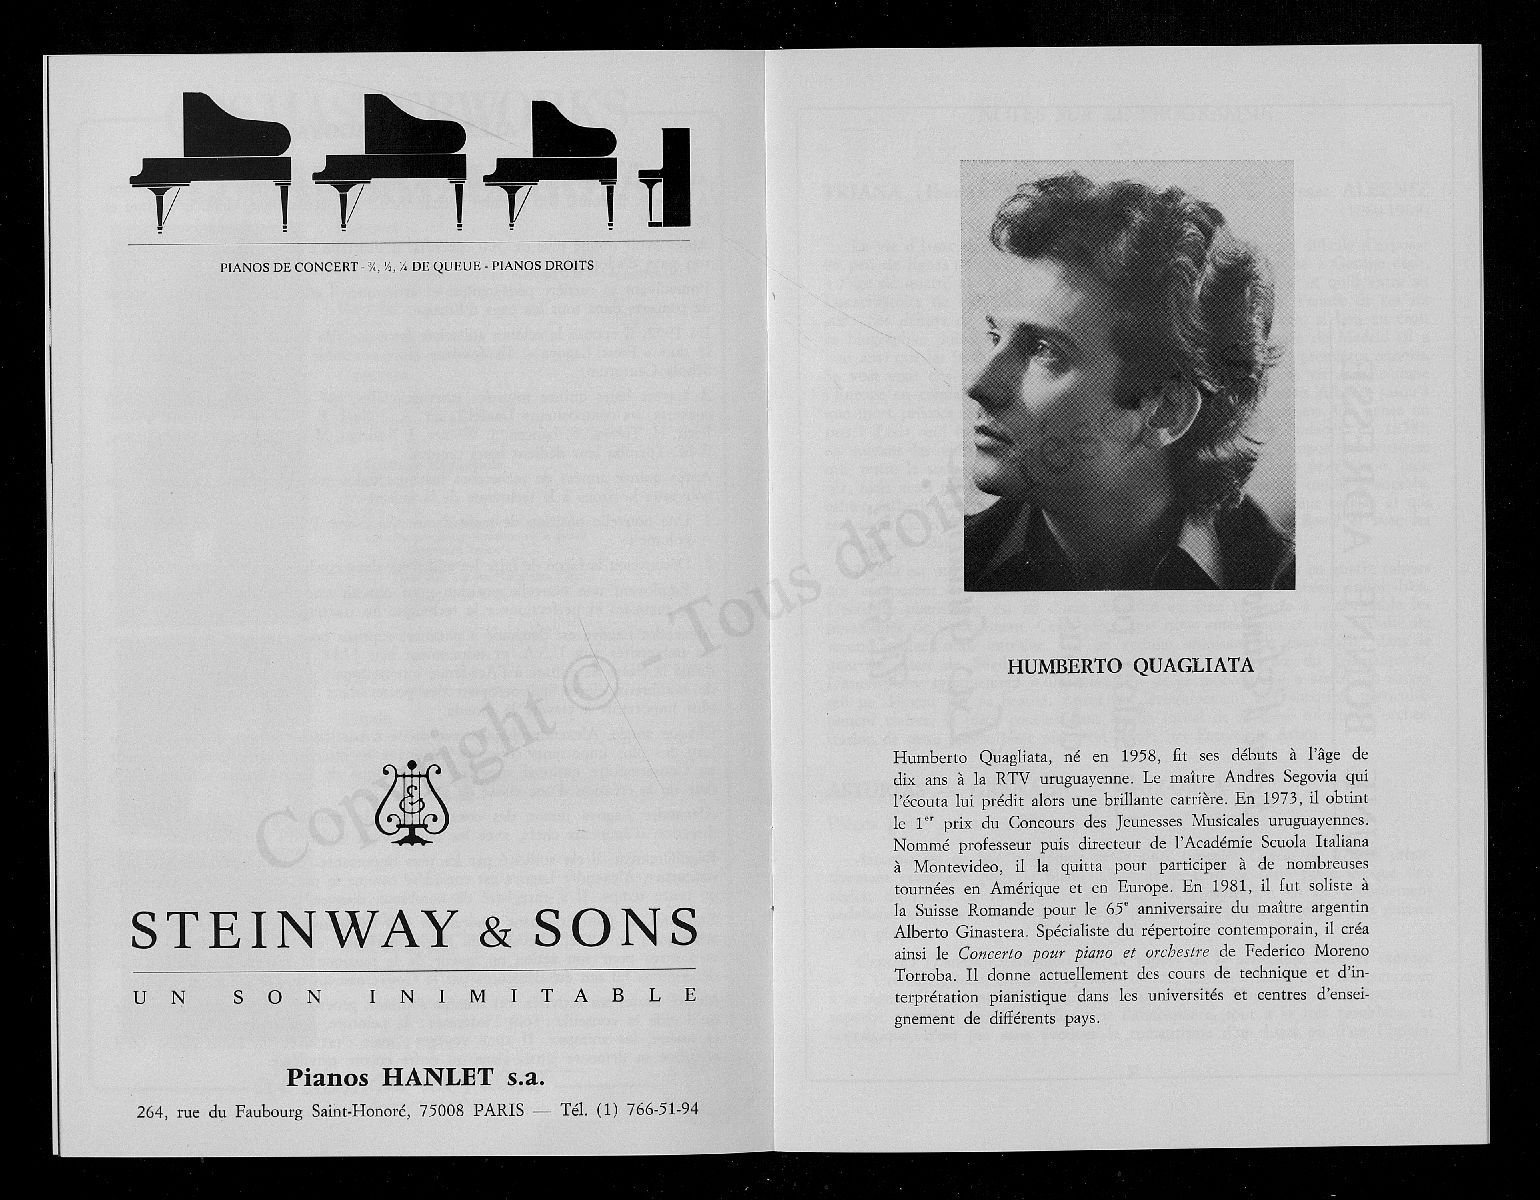 PIANOS DE CONCERT - ¾, ½, ¼ DE QUEUE - PIANOS DROITS
STEINWAY & SONS
UN SON INIMITABLE
Pianos HANLET s.a.
264, rue du Faubourg Saint-Honoré, 75008 PARIS — Tél. (1) 766-51-94
HUMBERTO QUAGLIATA
Humberto Quagliata, né en 1958, fit ses débuts à l'âge de
dix ans à la RTV uruguayenne. Le maître Andres Segovia qui
l'écouta lui prédit alors une brillante carrière. En 1973, il obtint
le 1er prix du Concours des Jeunesses Musicales uruguayennes.
Nommé professeur puis directeur de l'Académie Scuola Italiana
à Montevideo, il la quitta pour participer à de nombreuses
tournées en Amérique et en Europe. En 1981, il fut soliste à
la Suisse Romande pour le 65e anniversaire du maître argentin
Alberto Ginastera. Spécialiste du répertoire contemporain, il créa
ainsi le Concerto pour piano et orchestre de Federico Moreno
Torroba. Il donne actuellement des cours de technique et d'in-
terprétation pianistique dans les universités et centres d'ensei-
gnement de différents pays.
Copyright © - Tous droits